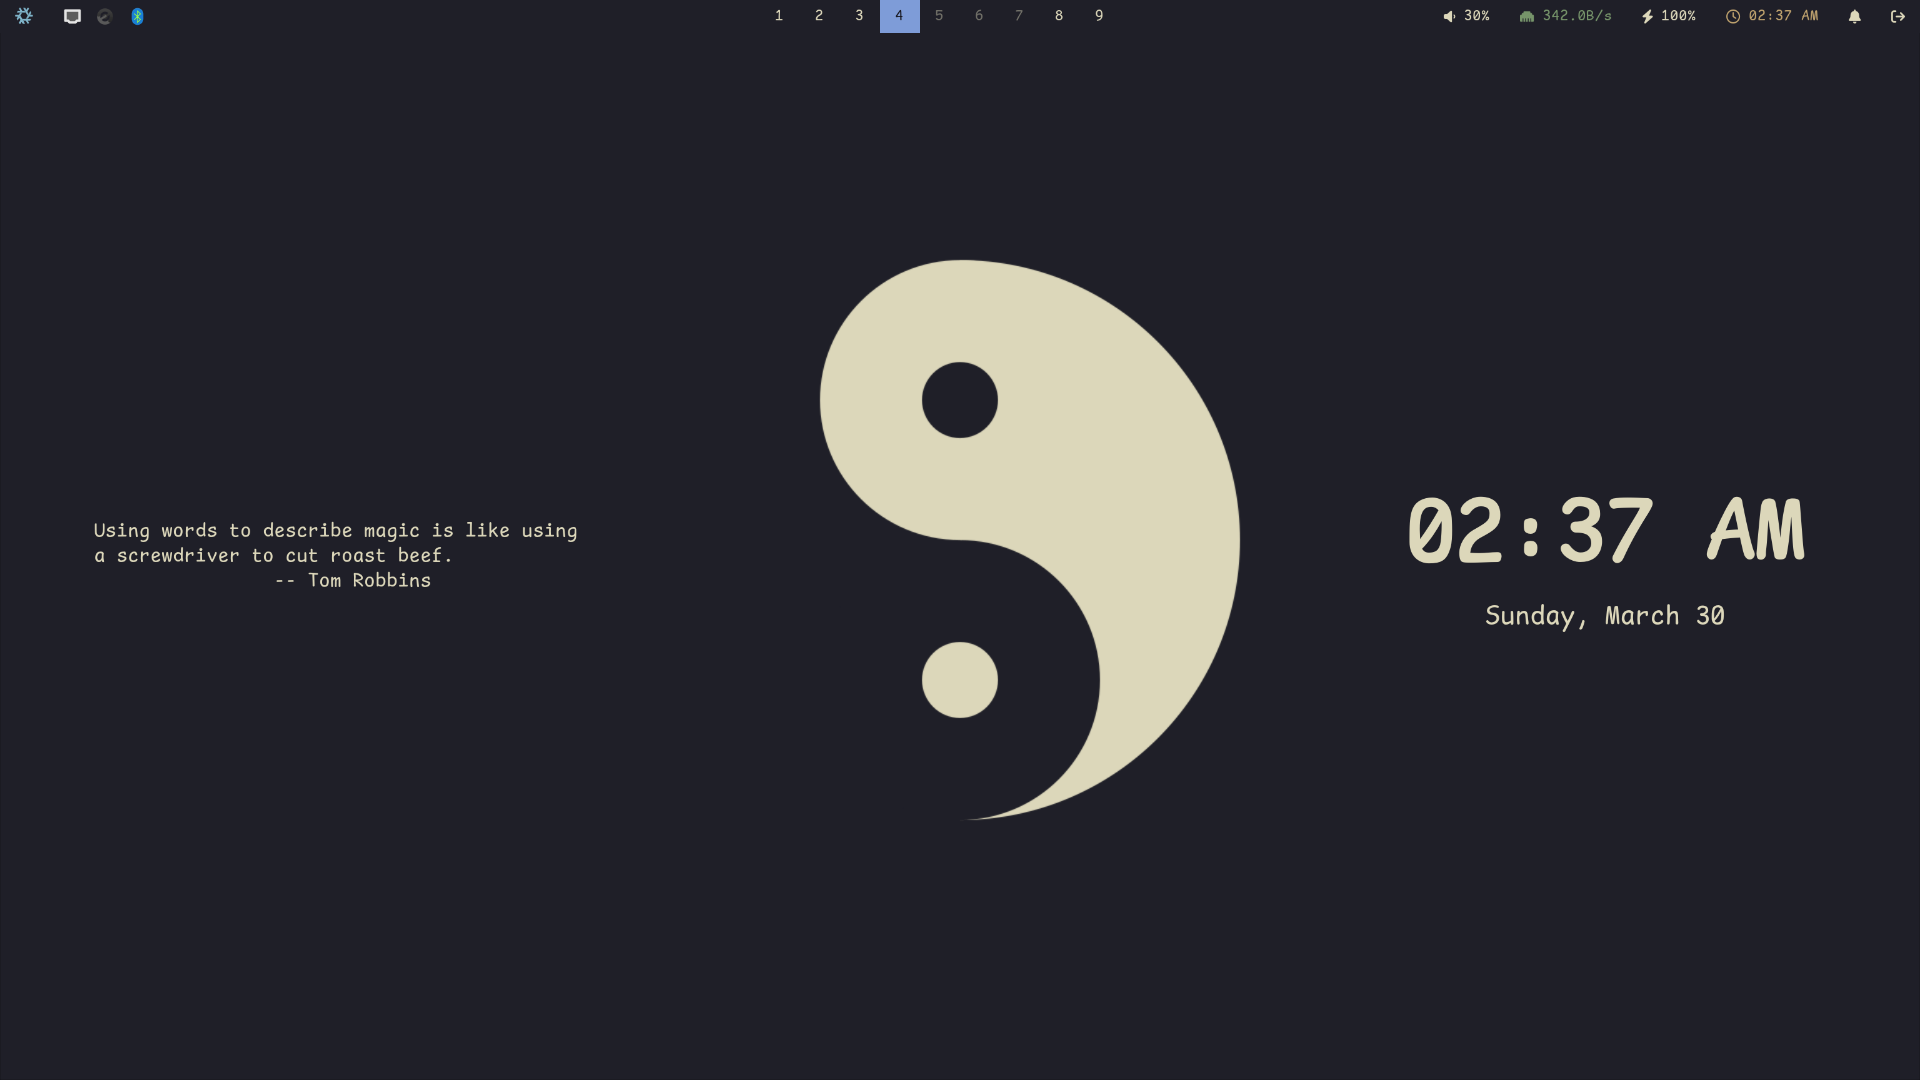 1 2 3 4 5 6 7 8 9
30% 342.0B/s 100% 02:37 AM
Using words to describe magic is like using
a screwdriver to cut roast beef.
-- Tom Robbins
02:37 AM
Sunday, March 30